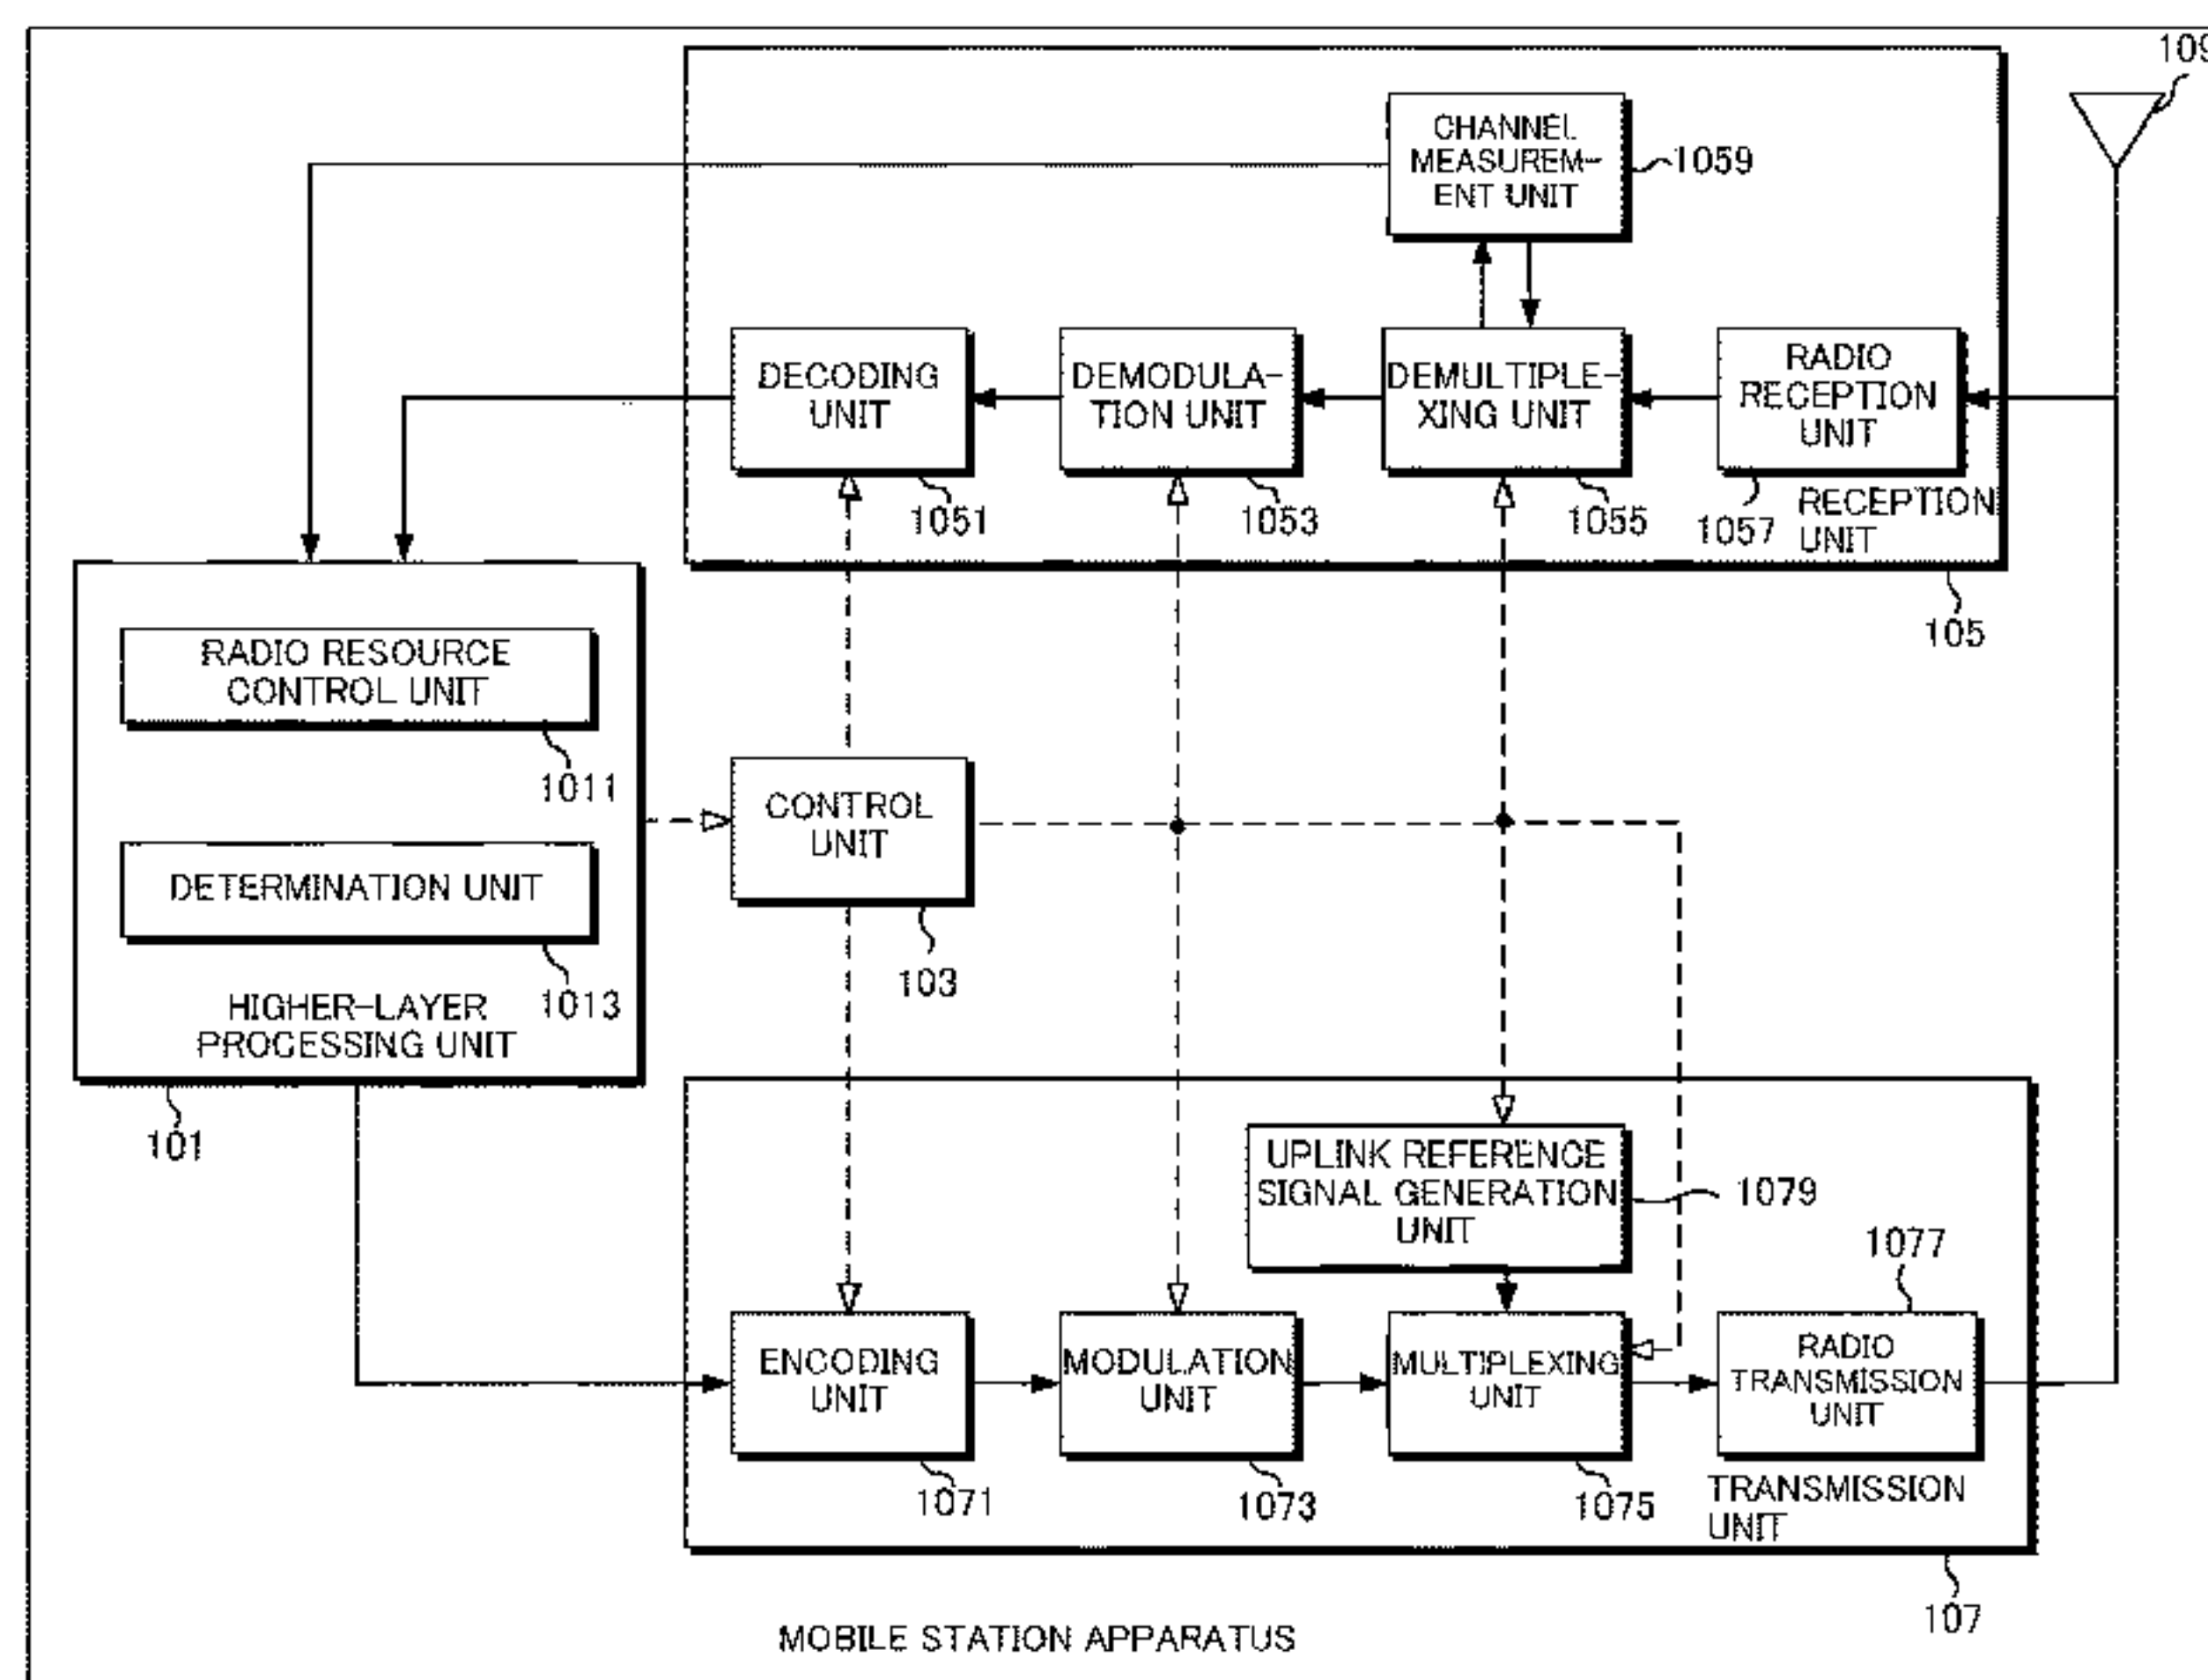 109
CHANNEL
MEASUREM-
ENT UNIT
1059
DECODING
UNIT
1051
DEMODULA-
TION UNIT
1053
DEMULTIPLE-
XING UNIT
1055
RADIO
RECEPTION
UNIT
1057
RECEPTION
UNIT
105
RADIO RESOURCE
CONTROL UNIT
1011
DETERMINATION UNIT
1013
HIGHER-LAYER
PROCESSING UNIT
101
CONTROL
UNIT
103
UPLINK REFERENCE
SIGNAL GENERATION
UNIT
1079
1077
ENCODING
UNIT
1071
MODULATION
UNIT
1073
MULTIPLEXING
UNIT
1075
RADIO
TRANSMISSION
UNIT
TRANSMISSION
UNIT
107
MOBILE STATION APPARATUS